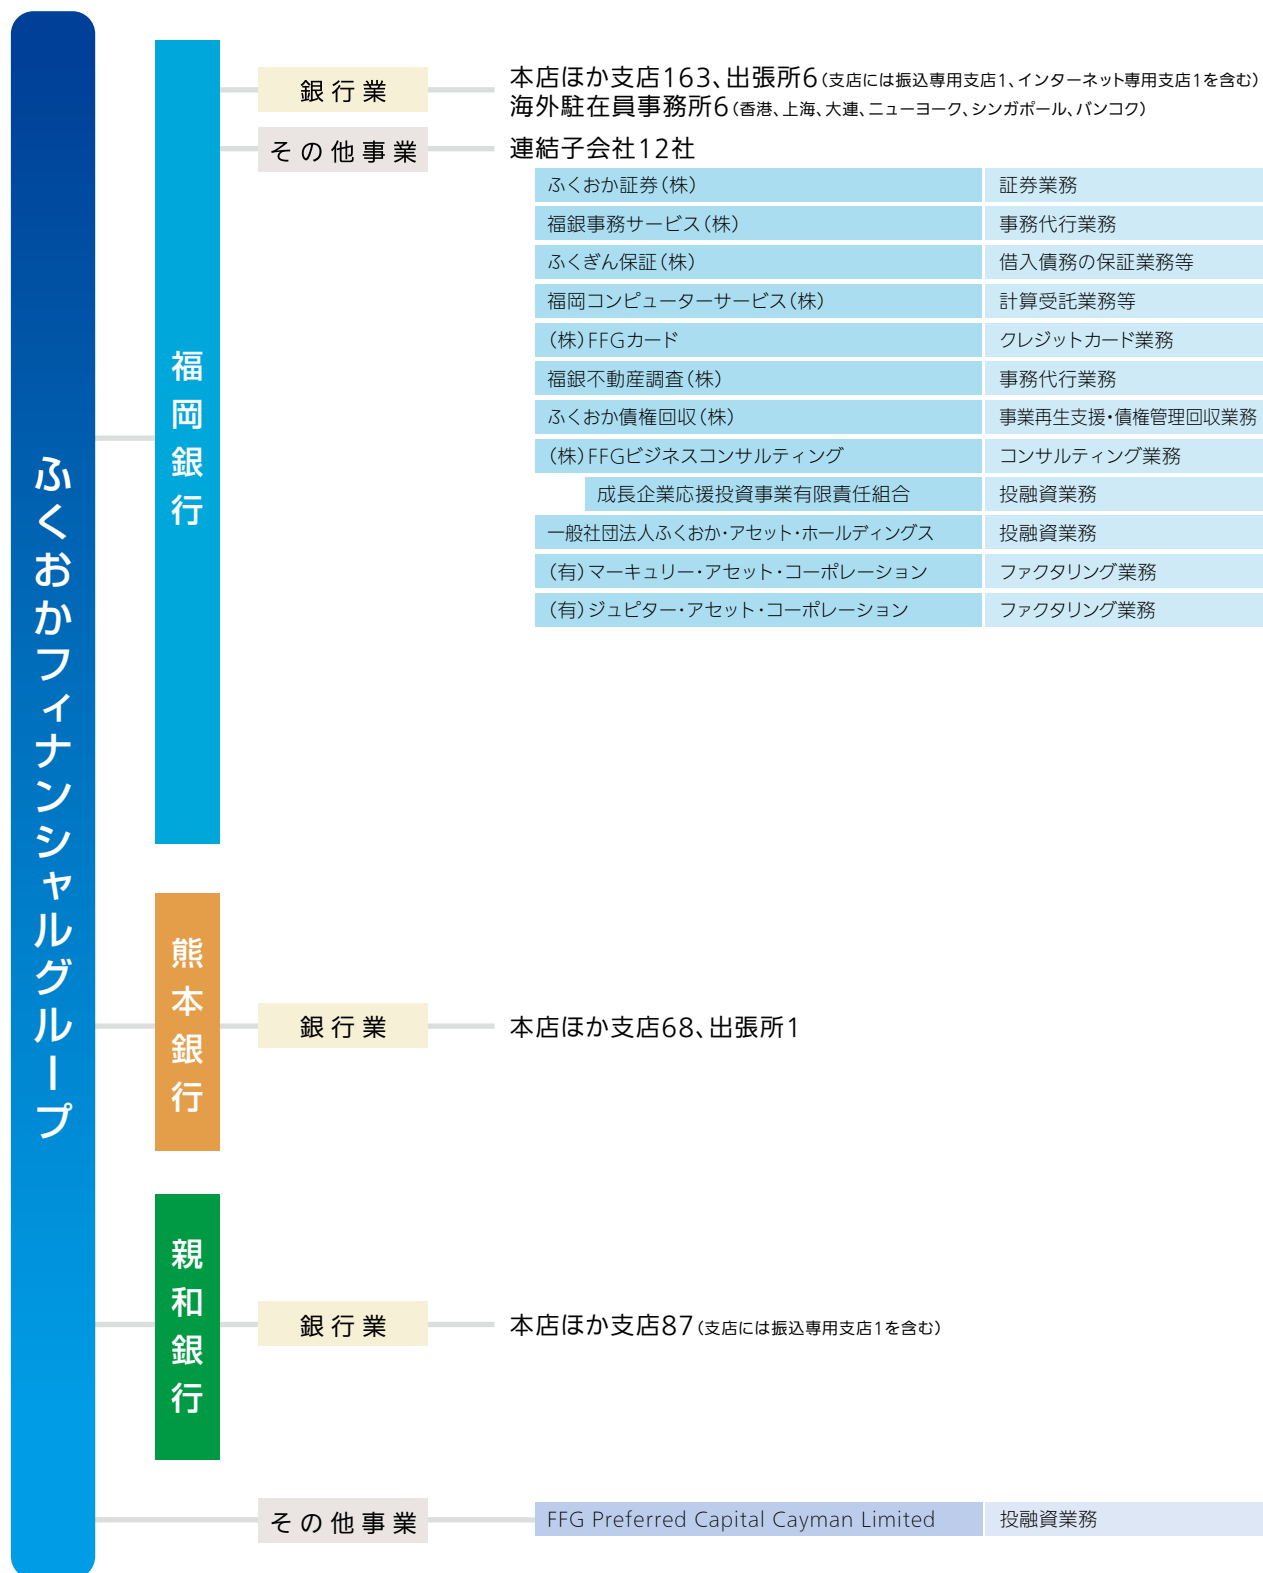 ふくおかフィナンシャルグループ
福岡銀行
銀行業
本店ほか支店163、出張所6(支店には振込専用支店1、インターネット専用支店1を含む)
海外駐在員事務所6(香港、上海、大連、ニューヨーク、シンガポール、バンコク)
その他事業
連結子会社12社
ふくおか証券(株) 証券業務
福銀事務サービス(株) 事務代行業務
ふくぎん保証(株) 借入債務の保証業務等
福岡コンピューターサービス(株) 計算受託業務等
(株)FFGカード クレジットカード業務
福銀不動産調査(株) 事務代行業務
ふくおか債権回収(株) 事業再生支援・債権管理回収業務
(株)FFGビジネスコンサルティング コンサルティング業務
成長企業応援投資事業有限責任組合 投融資業務
一般社団法人ふくおか・アセット・ホールディングス 投融資業務
(有)マーキュリー・アセット・コーポレーション ファクタリング業務
(有)ジュピター・アセット・コーポレーション ファクタリング業務
熊本銀行
銀行業
本店ほか支店68、出張所1
親和銀行
銀行業
本店ほか支店87(支店には振込専用支店1を含む)
その他事業
FFG Preferred Capital Cayman Limited 投融資業務